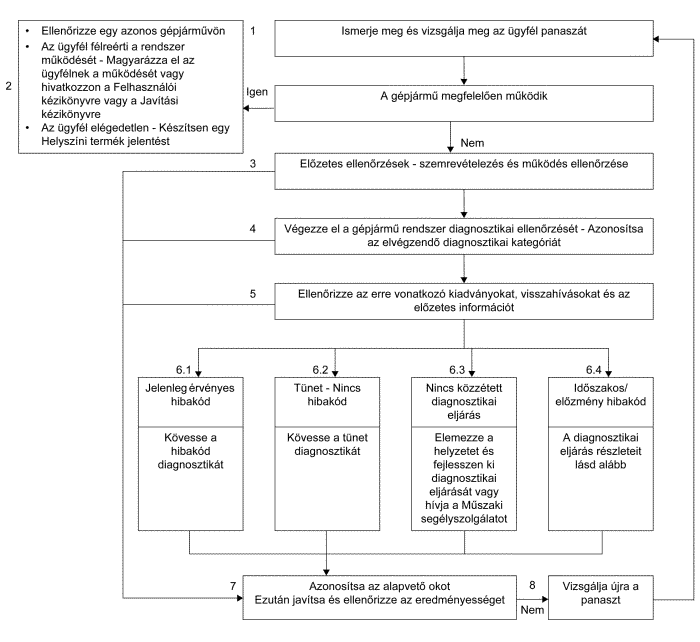 1
Ismerje meg és vizsgálja meg az ügyfél panaszát
2
• Ellenőrizze egy azonos gépjárművön
• Az ügyfél félreérti a rendszer
működését - Magyarázza el az
ügyfélnek a működését vagy
hivatkozzon a Felhasználói
kézikönyvre vagy a Javítási
kézikönyvre
• Az ügyfél elégedetlen - Készítsen egy
Helyszíni termék jelentést
Igen
A gépjármű megfelelően működik
Nem
3
Előzetes ellenőrzések - szemrevételezés és működés ellenőrzése
4
Végezze el a gépjármű rendszer diagnosztikai ellenőrzését - Azonosítsa
az elvégzendő diagnosztikai kategóriát
5
Ellenőrizze az erre vonatkozó kiadványokat, visszahívásokat és az
előzetes információt
6.1
Jelenleg érvényes
hibakód
Kövesse a
hibakód
diagnosztikát
6.2
Tünet - Nincs
hibakód
Kövesse a tünet
diagnosztikát
6.3
Nincs közzétett
diagnosztikai
eljárás
Elemezze a
helyzetet és
fejlesszen ki
diagnosztikai
eljárását vagy
hívja a Műszaki
segélyszolgálatot
6.4
Időszakos/
előzmény hibakód
A diagnosztikai
eljárás részleteit
lásd alább
7
Azonosítsa az alapvető okot
Ezután javítsa és ellenőrizze az eredményességet
8
Nem
Vizsgálja újra a
panaszt